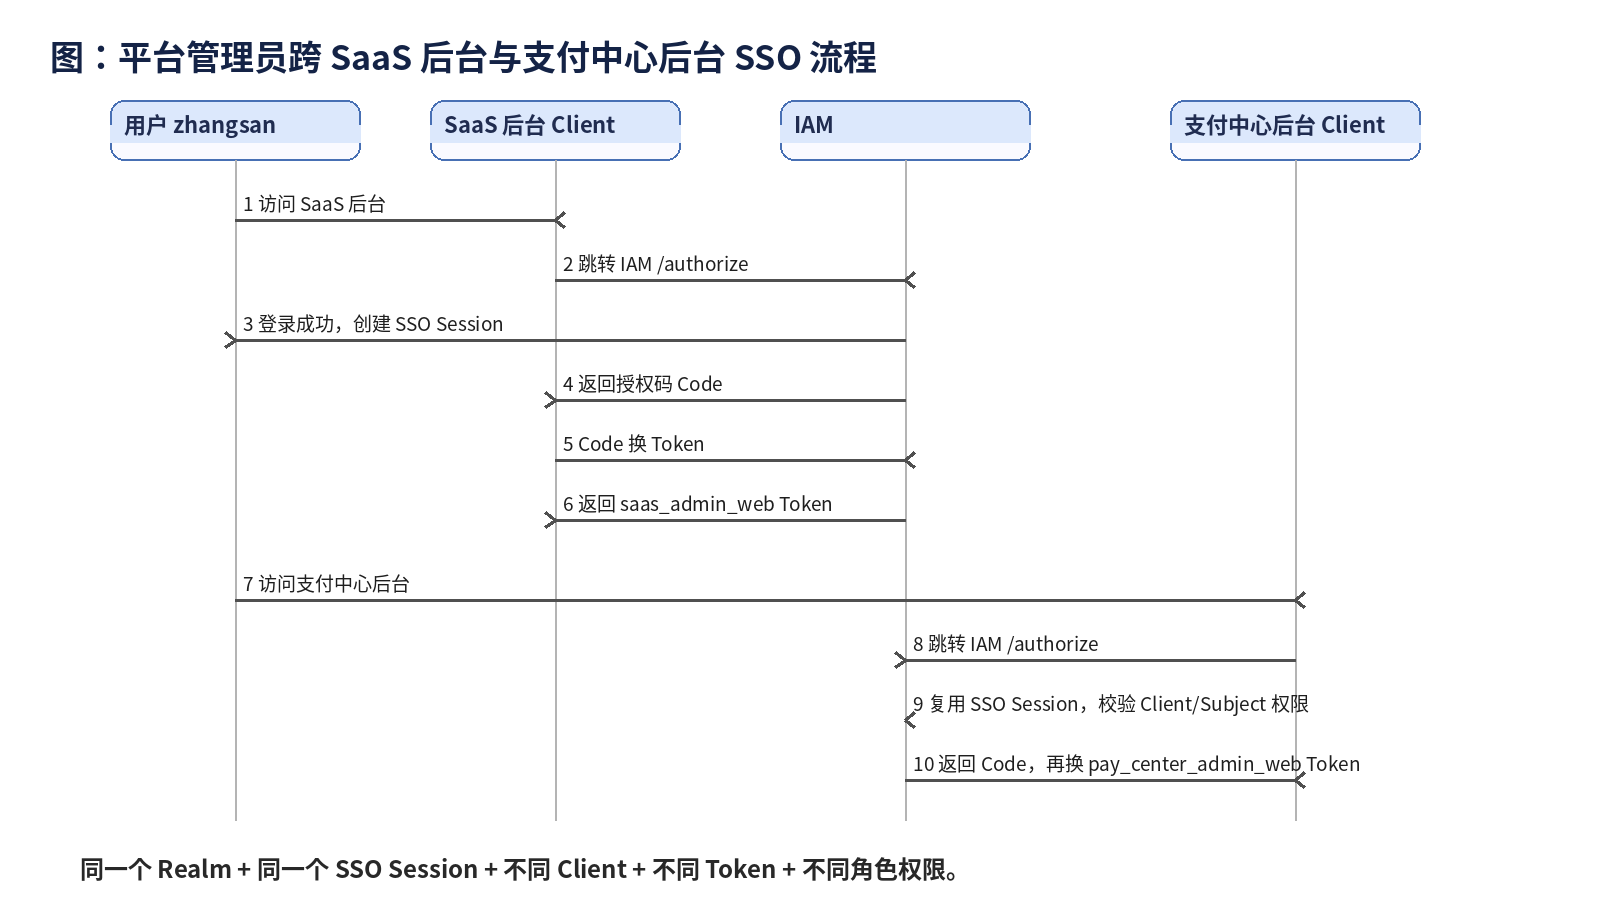 图：平台管理员跨 SaaS 后台与支付中心后台 SSO 流程
用户 zhangsan
SaaS 后台 Client
IAM
支付中心后台 Client
1 访问 SaaS 后台
2 跳转 IAM /authorize
3 登录成功，创建 SSO Session
4 返回授权码 Code
5 Code 换 Token
6 返回 saas_admin_web Token
7 访问支付中心后台
8 跳转 IAM /authorize
9 复用 SSO Session，校验 Client/Subject 权限
10 返回 Code，再换 pay_center_admin_web Token
同一个 Realm + 同一个 SSO Session + 不同 Client + 不同 Token + 不同角色权限。